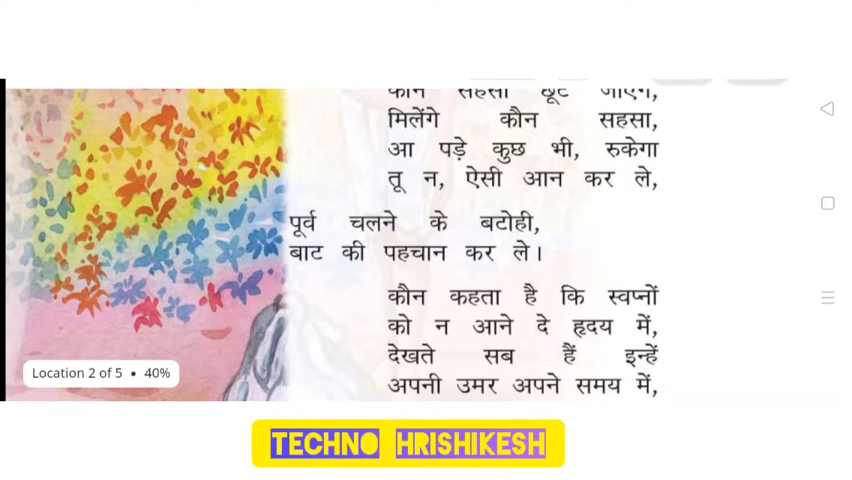 कौन सहसा छूट जाएँगे,
मिलेंगे कौन सहसा,
आ पड़े कुछ भी, रुकेगा
तू न, ऐसी आन कर ले,
पूर्व चलने के बटोही,
बाट की पहचान कर ले।
कौन कहता है कि स्वप्नों
को न आने दे हृदय में,
देखते सब हैं इन्हें
अपनी उमर अपने समय में,
Location 2 of 5 • 40%
TECHNO HRISHIKESH